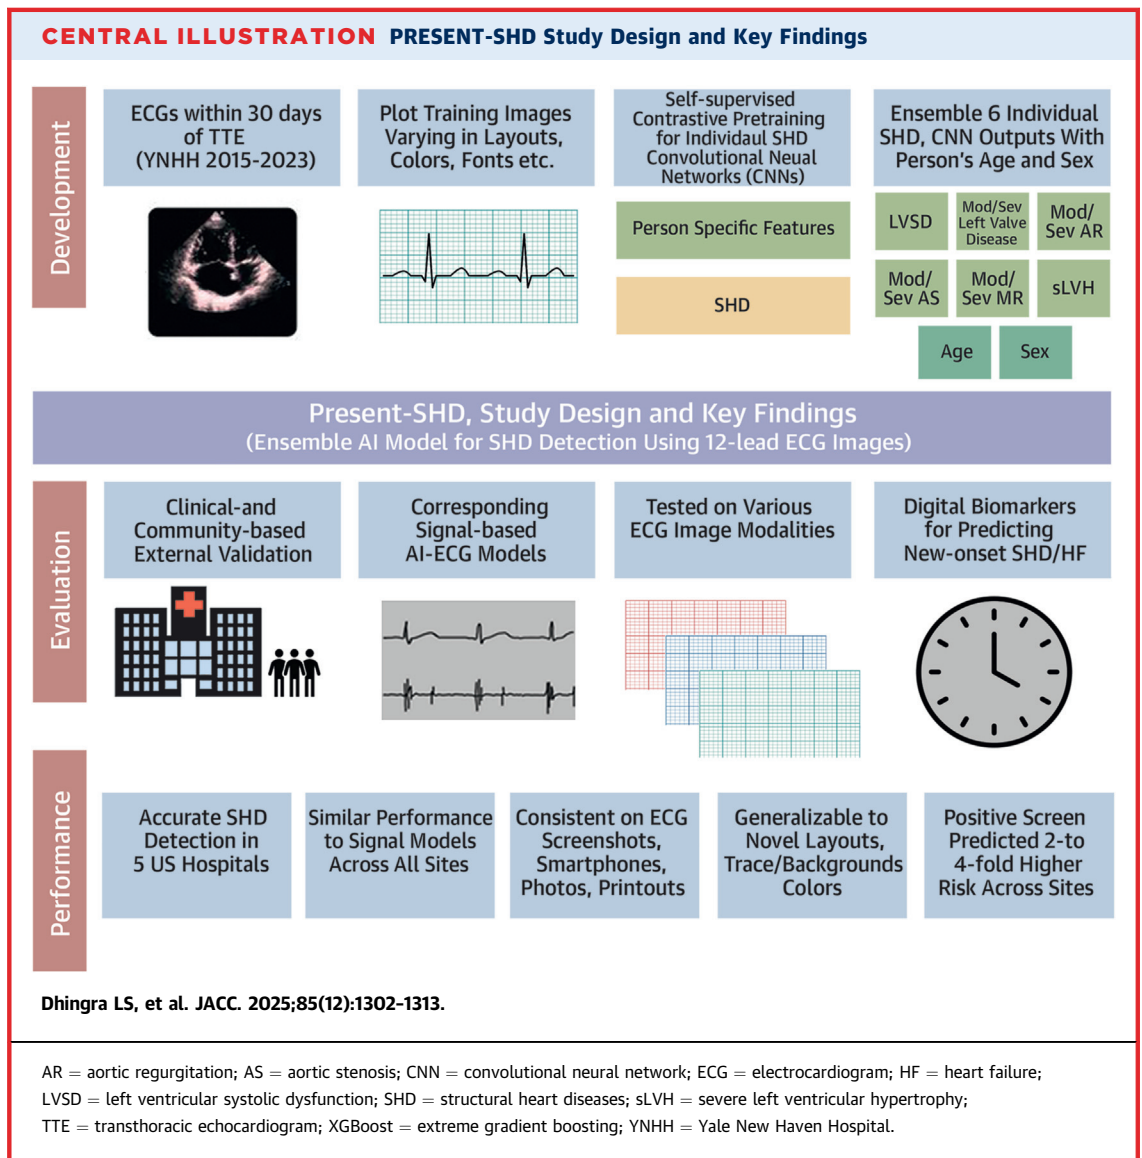 CENTRAL ILLUSTRATION PRESENT-SHD Study Design and Key Findings
Development
ECGs within 30 days
of TTE
(YNHH 2015-2023)
Plot Training Images
Varying in Layouts,
Colors, Fonts etc.
Self-supervised
Contrastive Pretraining
for Individaul SHD
Convolutional Neual
Networks (CNNs)
Ensemble 6 Individual
SHD, CNN Outputs With
Person's Age and Sex
Person Specific Features
SHD
LVSD
Mod/Sev
Left Valve
Disease
Mod/
Sev AR
Mod/
Sev AS
Mod/
Sev MR
sLVH
Age
Sex
Present-SHD, Study Design and Key Findings
(Ensemble AI Model for SHD Detection Using 12-lead ECG Images)
Evaluation
Clinical-and
Community-based
External Validation
Corresponding
Signal-based
AI-ECG Models
Tested on Various
ECG Image Modalities
Digital Biomarkers
for Predicting
New-onset SHD/HF
Performance
Accurate SHD
Detection in
5 US Hospitals
Similar Performance
to Signal Models
Across All Sites
Consistent on ECG
Screenshots,
Smartphones,
Photos, Printouts
Generalizable to
Novel Layouts,
Trace/Backgrounds
Colors
Positive Screen
Predicted 2-to
4-fold Higher
Risk Across Sites
Dhingra LS, et al. JACC. 2025;85(12):1302–1313.
AR = aortic regurgitation; AS = aortic stenosis; CNN = convolutional neural network; ECG = electrocardiogram; HF = heart failure;
LVSD = left ventricular systolic dysfunction; SHD = structural heart diseases; sLVH = severe left ventricular hypertrophy;
TTE = transthoracic echocardiogram; XGBoost = extreme gradient boosting; YNHH = Yale New Haven Hospital.